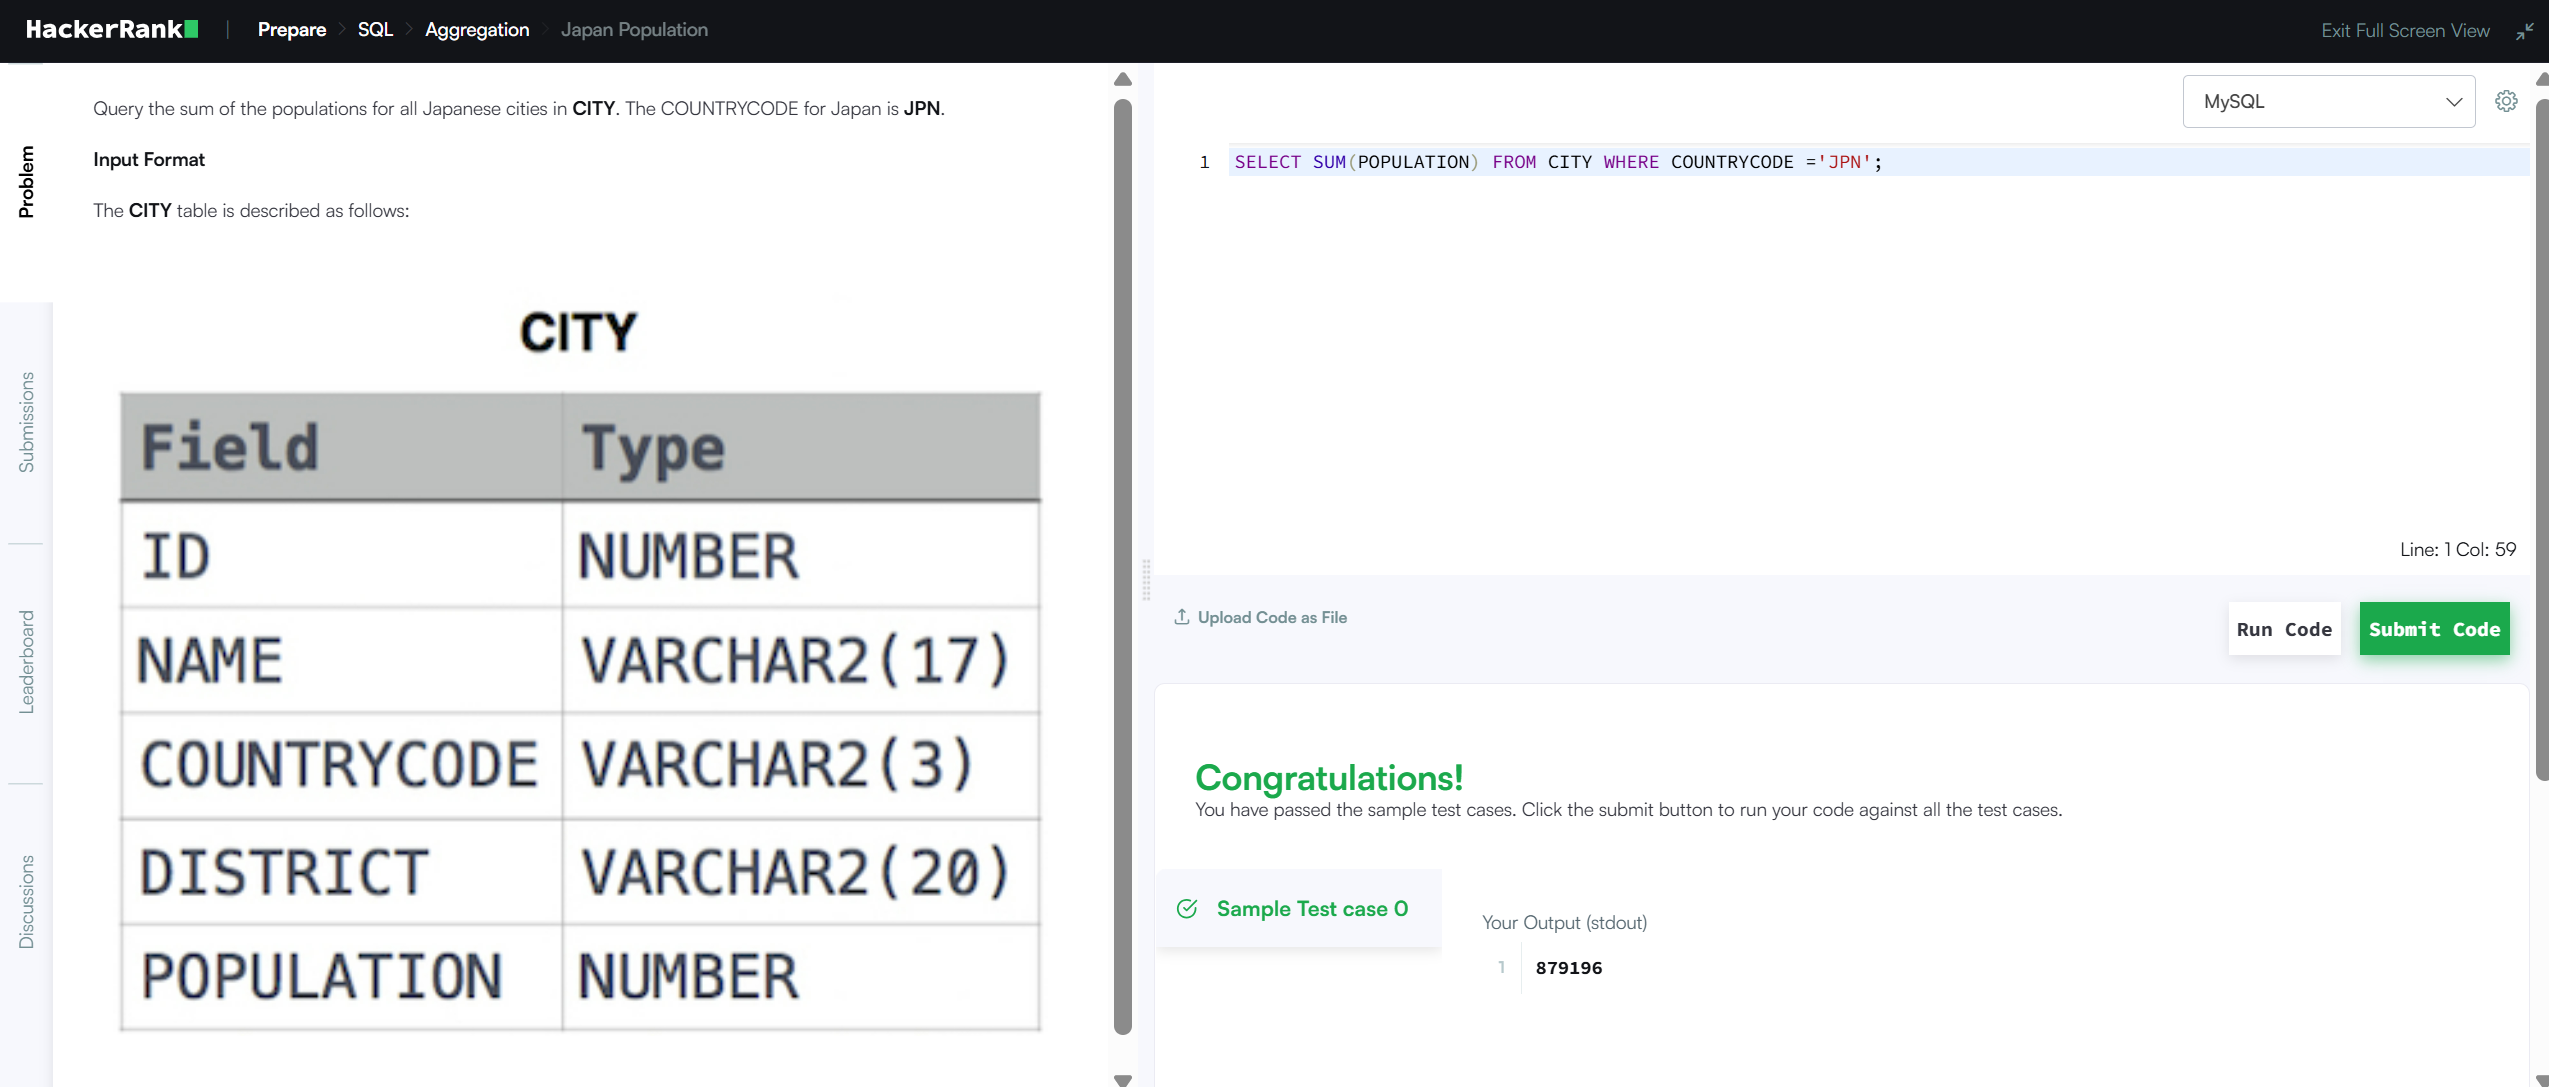 HackerRank | Prepare > SQL > Aggregation > Japan Population Exit Full Screen View
Problem
Submissions
Leaderboard
Discussions
Query the sum of the populations for all Japanese cities in CITY. The COUNTRYCODE for Japan is JPN.
Input Format
The CITY table is described as follows:
CITY
Field Type
ID NUMBER
NAME VARCHAR2(17)
COUNTRYCODE VARCHAR2(3)
DISTRICT VARCHAR2(20)
POPULATION NUMBER
MySQL
1 SELECT SUM(POPULATION) FROM CITY WHERE COUNTRYCODE ='JPN';
Line: 1 Col: 59
Upload Code as File
Run Code
Submit Code
Congratulations!
You have passed the sample test cases. Click the submit button to run your code against all the test cases.
Sample Test case 0
Your Output (stdout)
1 879196